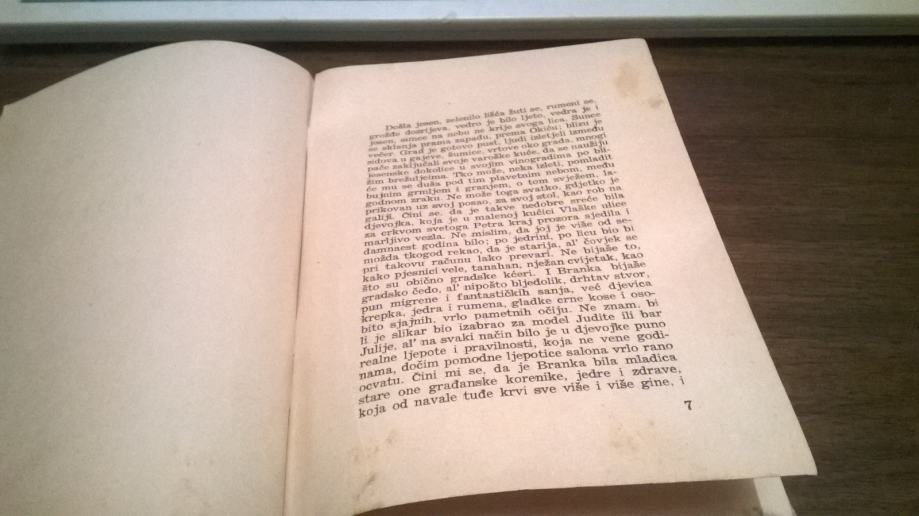 Došla jesen, zelenilo lišća žuti se, rumeni se,
grožđe dozrijeva, vedro je bilo ljeto, vedra je i
jesen, sunce na nebu ne krije svoga lica. Sunce
se sklanja prama zapadu, prema Okiću; blizu je
večer. Grad je gotovo pust, ljudi izletjeli između
sidova u gajeve, šumice, vrtove oko grada, mnogi
pače zaključali svoje varoške kuće, da se naužiju
jesenske dokolice u svojim vinogradima po bli-
žim brežuljcima. Tko može, neka izleti, pomladit
će mu se duša pod tim plavetnim nebom, među
bujnim grmljem i granjem, o tom svježem, ja-
godnom zraku. Ne može toga svatko, gdjetko je
prikovan uz svoj posao, za svoj stol, kao rob na
galiji. Čini se, da je takve nedobre sreće bila
djevojka, koja je u malenoj kućici Vlaške ulice
za crkvom svetoga Petra kraj prozora sjedila i
marljivo vezla. Ne mislim, da joj je više od se-
damnaest godina bilo; po jedrini, po licu bio bi
možda tkogod rekao, da je starija, al' čovjek se
pri takovu računu lako prevari. Ne bijaše to,
kako pjesnici vele, tanahan, nježan cvijetak, kao
što su obično gradske kćeri. I Branka bijaše
gradsko čedo, al' nipošto bljedolik, drhtav stvor,
pun migrene i fantastičkih sanja, već djevica
krepka, jedra i rumena, gladke crne kose i oso-
bito sjajnih, vrlo pametnih očiju. Ne znam, bi
li je slikar bio izabrao za model Judite ili bar
Julije, al' na svaki način bilo je u djevojke puno
realne ljepote i pravilnosti, koja ne vene godi-
nama, dočim pomodne ljepotice salona vrlo rano
ocvatu. Čini mi se, da je Branka bila mladica
stare one građanske korenike, jedre i zdrave,
koja od navale tuđe krvi sve više i više gine, i
7